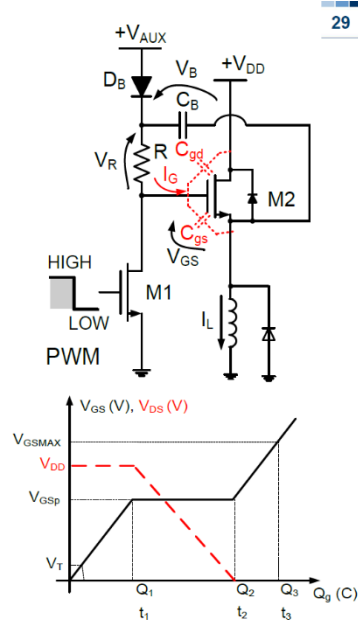 29
+VAUX
DB
VB
+VDD
CB
VR
R
Cgd
IG
M2
Cgs
VGS
HIGH
LOW
M1
IL
PWM
VGS (V), VDS (V)
VGSMAX
VDD
VGSp
VT
Q1 Q2 Q3 Qg (C)
t1 t2 t3